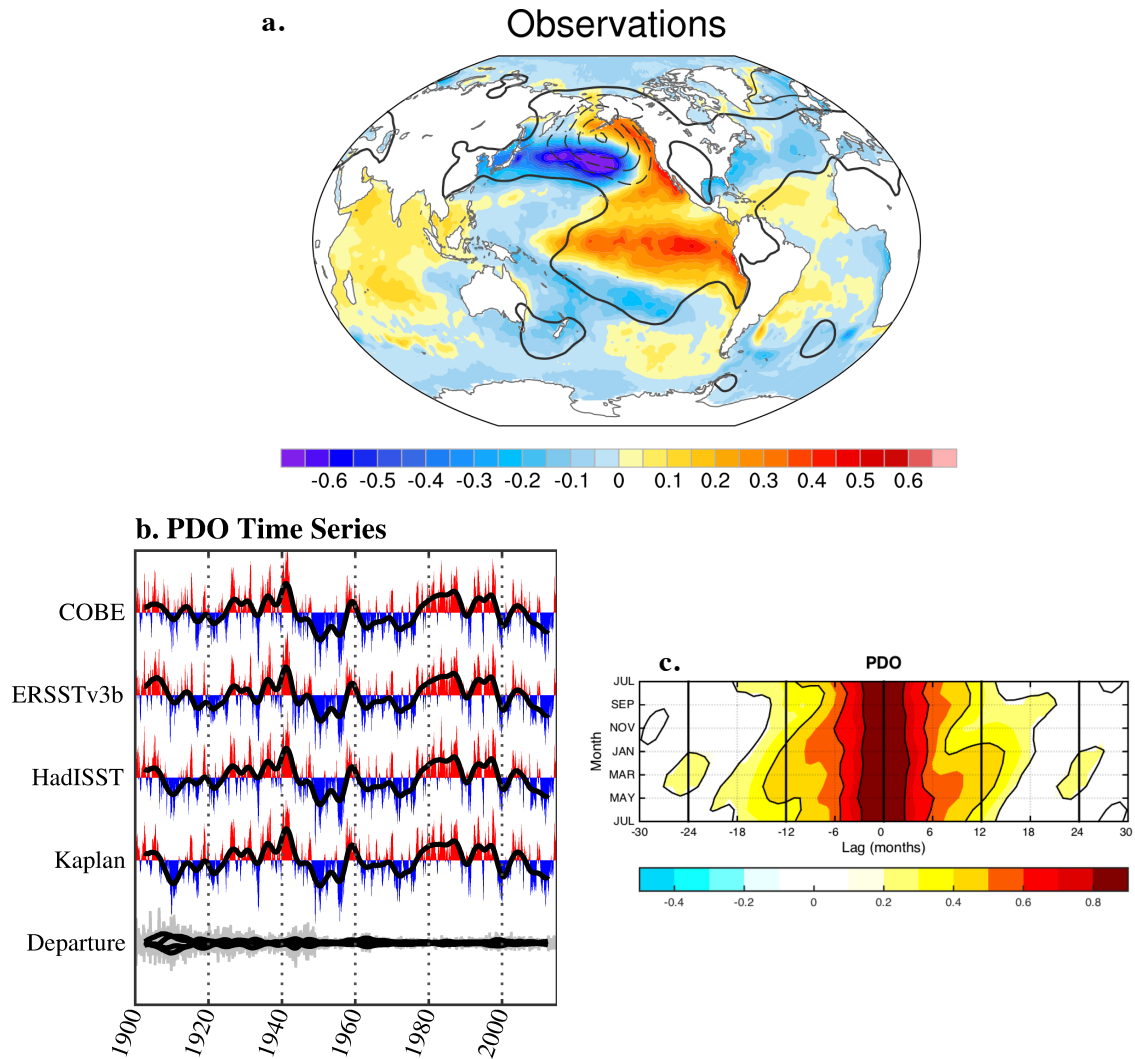 a.
Observations
-0.6 -0.5 -0.4 -0.3 -0.2 -0.1 0 0.1 0.2 0.3 0.4 0.5 0.6
b. PDO Time Series
COBE
ERSSTv3b
HadISST
Kaplan
Departure
1900 1920 1940 1960 1980 2000
c.
PDO
Month
JUL
SEP
NOV
JAN
MAR
MAY
JUL
-30 -24 -18 -12 -6 0 6 12 18 24 30
Lag (months)
-0.4 -0.2 0 0.2 0.4 0.6 0.8